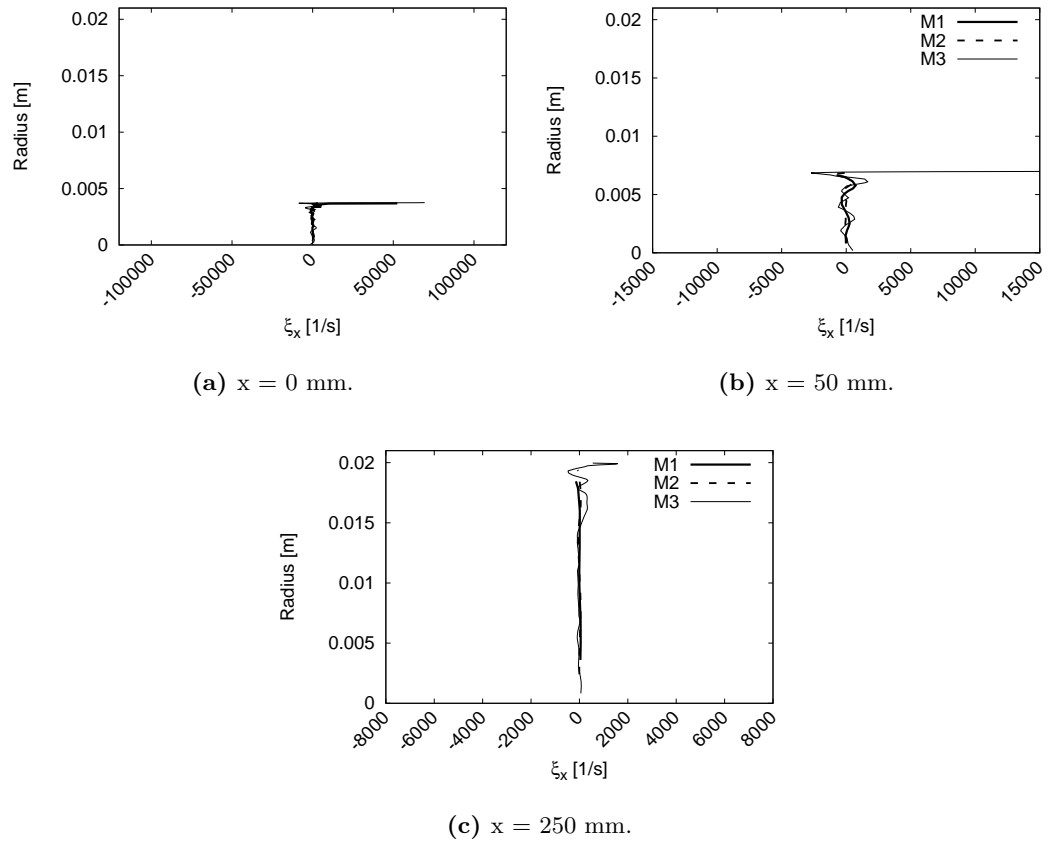 0.02
0.015
0.01
0.005
0
Radius [m]
-100000
-50000
0
50000
100000
ξx [1/s]
(a) x = 0 mm.
M1
M2
M3
0.02
0.015
0.01
0.005
0
Radius [m]
-15000
-10000
-5000
0
5000
10000
15000
ξx [1/s]
(b) x = 50 mm.
M1
M2
M3
0.02
0.015
0.01
0.005
0
Radius [m]
-8000
-6000
-4000
-2000
0
2000
4000
6000
8000
ξx [1/s]
(c) x = 250 mm.